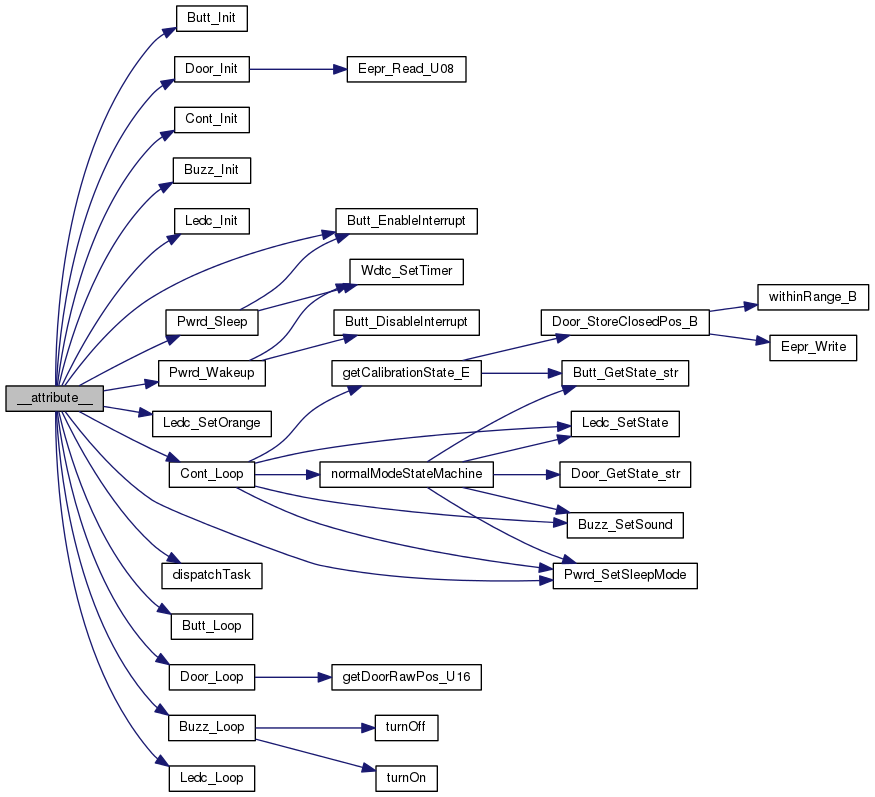 Butt_Init
Door_Init
Eepr_Read_U08
Cont_Init
Buzz_Init
Ledc_Init
Butt_EnableInterrupt
Wdtc_SetTimer
withinRange_B
Pwrd_Sleep
Butt_DisableInterrupt
Door_StoreClosedPos_B
Eepr_Write
Pwrd_Wakeup
getCalibrationState_E
Butt_GetState_str
__attribute__
Ledc_SetOrange
Ledc_SetState
Cont_Loop
normalModeStateMachine
Door_GetState_str
Buzz_SetSound
dispatchTask
Pwrd_SetSleepMode
Butt_Loop
Door_Loop
getDoorRawPos_U16
Buzz_Loop
turnOff
Ledc_Loop
turnOn